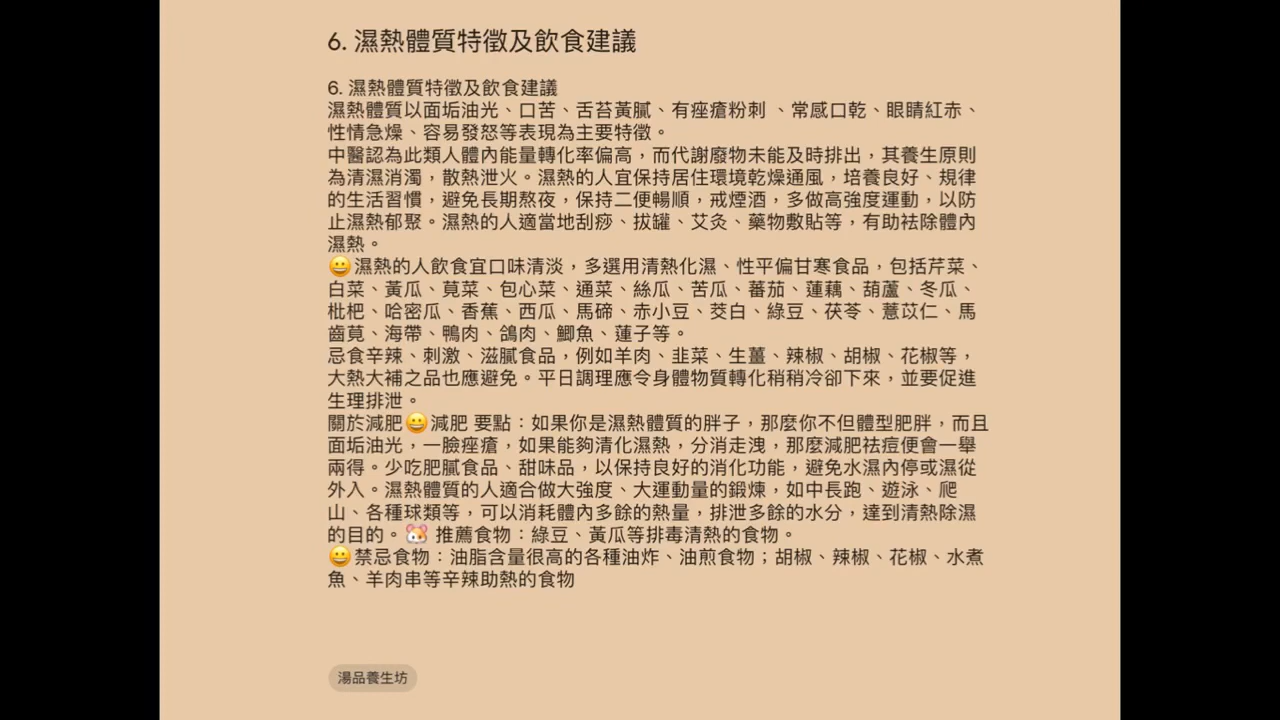 6. 濕熱體質特徵及飲食建議
6. 濕熱體質特徵及飲食建議
濕熱體質以面垢油光、口苦、舌苔黃膩、有痤瘡粉刺 、常感口乾、眼睛紅赤、
性情急燥、容易發怒等表現為主要特徵。
中醫認為此類人體內能量轉化率偏高，而代謝廢物未能及時排出，其養生原則
為清濕消濁，散熱泄火。濕熱的人宜保持居住環境乾燥通風，培養良好、規律
的生活習慣，避免長期熬夜，保持二便暢順，戒煙酒，多做高強度運動，以防
止濕熱郁聚。濕熱的人適當地刮痧、拔罐、艾灸、藥物敷貼等，有助祛除體內
濕熱。
😀濕熱的人飲食宜口味清淡，多選用清熱化濕、性平偏甘寒食品，包括芹菜、
白菜、黃瓜、莧菜、包心菜、通菜、絲瓜、苦瓜、蕃茄、蓮藕、葫蘆、冬瓜、
枇杷、哈密瓜、香蕉、西瓜、馬碲、赤小豆、茭白、綠豆、茯苓、薏苡仁、馬
齒莧、海帶、鴨肉、鴿肉、鯽魚、蓮子等。
忌食辛辣、刺激、滋膩食品，例如羊肉、韭菜、生薑、辣椒、胡椒、花椒等，
大熱大補之品也應避免。平日調理應令身體物質轉化稍稍冷卻下來，並要促進
生理排泄。
關於減肥😀減肥 要點：如果你是濕熱體質的胖子，那麼你不但體型肥胖，而且
面垢油光，一臉痤瘡，如果能夠清化濕熱，分消走洩，那麼減肥祛痘便會一舉
兩得。少吃肥膩食品、甜味品，以保持良好的消化功能，避免水濕內停或濕從
外入。濕熱體質的人適合做大強度、大運動量的鍛煉，如中長跑、遊泳、爬
山、各種球類等，可以消耗體內多餘的熱量，排泄多餘的水分，達到清熱除濕
的目的。🐹 推薦食物：綠豆、黃瓜等排毒清熱的食物。
😀禁忌食物：油脂含量很高的各種油炸、油煎食物；胡椒、辣椒、花椒、水煮
魚、羊肉串等辛辣助熱的食物
湯品養生坊